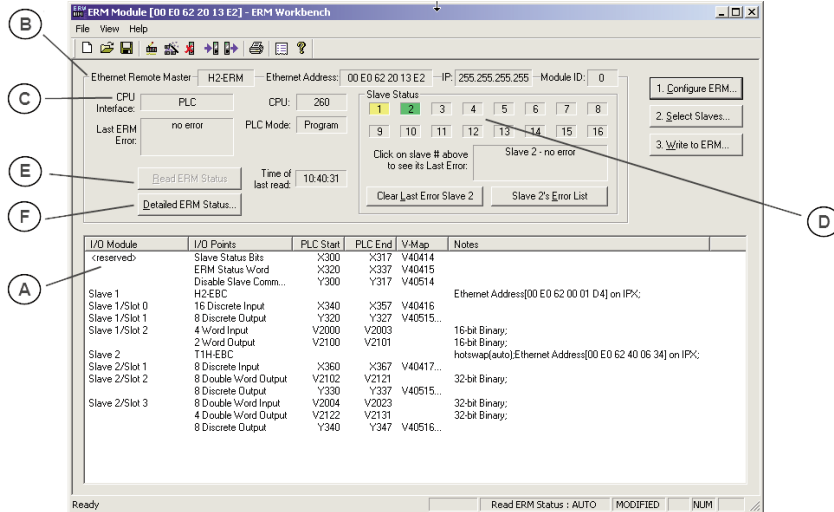 ERM Module [00 E0 62 20 13 E2] - ERM Workbench
File View Help
B
Ethernet Remote Master H2-ERM Ethernet Address: 00 E0 62 20 13 E2 IP: 255.255.255.255 Module ID: 0
C
CPU Interface: PLC CPU: 260
Last ERM Error: no error PLC Mode: Program
Slave Status
1 2 3 4 5 6 7 8
9 10 11 12 13 14 15 16
Click on slave # above to see its Last Error: Slave 2 - no error
Clear Last Error Slave 2 Slave 2's Error List
1. Configure ERM...
2. Select Slaves...
3. Write to ERM...
E
Read ERM Status Time of last read: 10:40:31
F
Detailed ERM Status...
D
A
I/O Module I/O Points PLC Start PLC End V-Map Notes
<reserved> Slave Status Bits X300 X317 V40414
ERM Status Word X320 X337 V40415
Disable Slave Comm... Y300 Y317 V40514
Slave 1 H2-EBC Ethernet Address[00 E0 62 00 01 D4] on IPX;
Slave 1/Slot 0 16 Discrete Input X340 X357 V40416
Slave 1/Slot 1 8 Discrete Output Y320 Y327 V40515...
Slave 1/Slot 2 4 Word Input V2000 V2003 16-bit Binary;
2 Word Output V2100 V2101 16-bit Binary;
Slave 2 T1H-EBC hotswap(auto);Ethernet Address[00 E0 62 40 06 34] on IPX;
Slave 2/Slot 1 8 Discrete Input X360 X367 V40417...
Slave 2/Slot 2 8 Double Word Output V2102 V2121 32-bit Binary;
8 Discrete Output Y330 Y337 V40515...
Slave 2/Slot 3 8 Double Word Input V2004 V2023 32-bit Binary;
4 Double Word Output V2122 V2131 32-bit Binary;
8 Discrete Output Y340 Y347 V40516...
Ready Read ERM Status : AUTO MODIFIED NUM